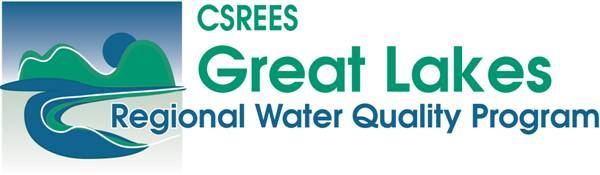 CSREES
Great Lakes
Regional Water Quality Program